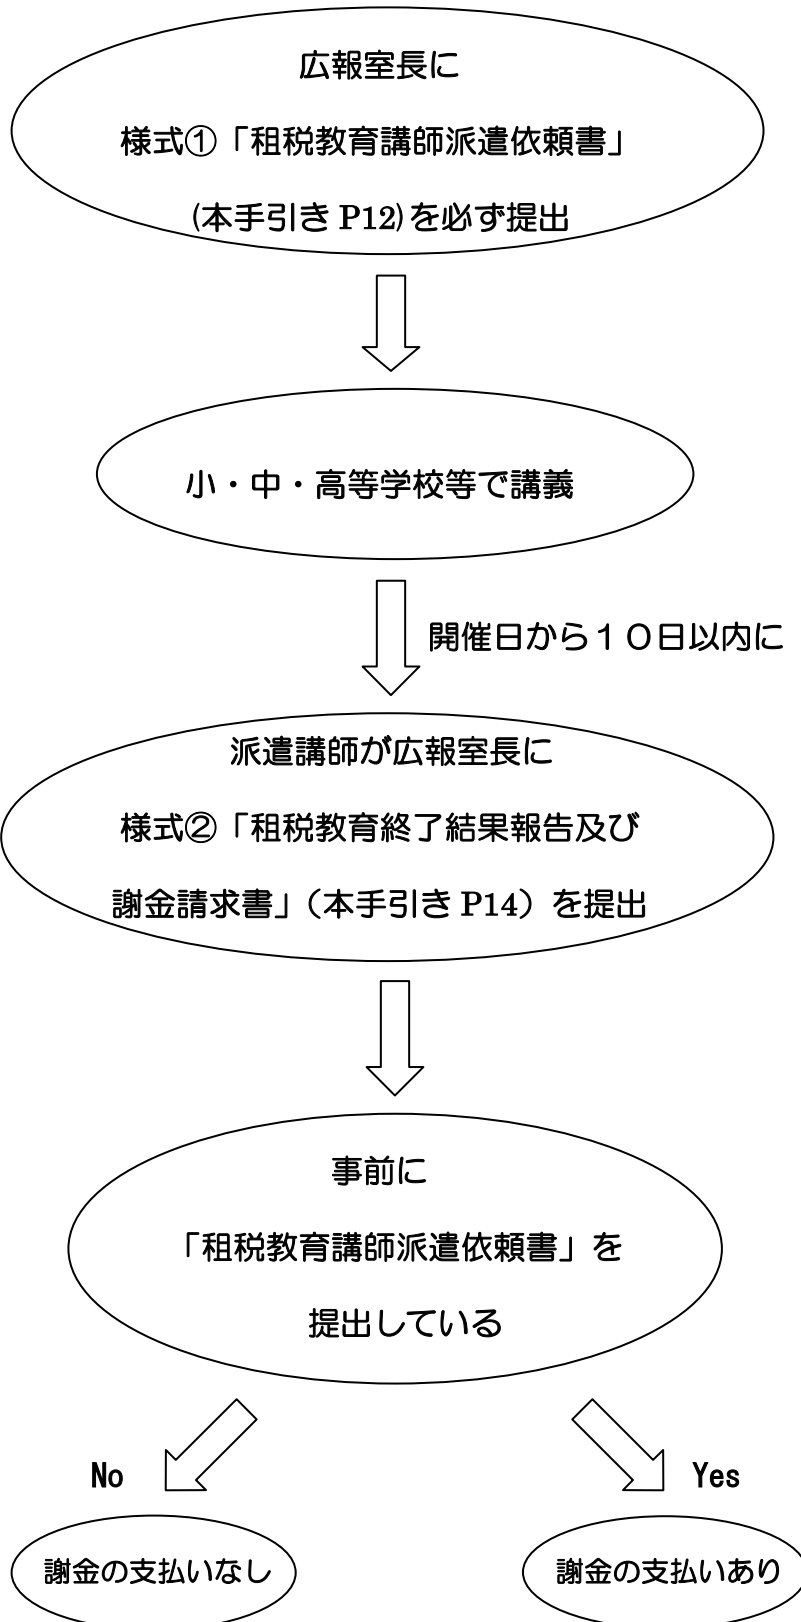 広報室長に
様式①「租税教育講師派遣依頼書」
(本手引き P12)を必ず提出
小・中・高等学校等で講義
開催日から１０日以内に
派遣講師が広報室長に
様式②「租税教育終了結果報告及び
謝金請求書」（本手引き P14）を提出
事前に
「租税教育講師派遣依頼書」を
提出している
No
Yes
謝金の支払いなし
謝金の支払いあり